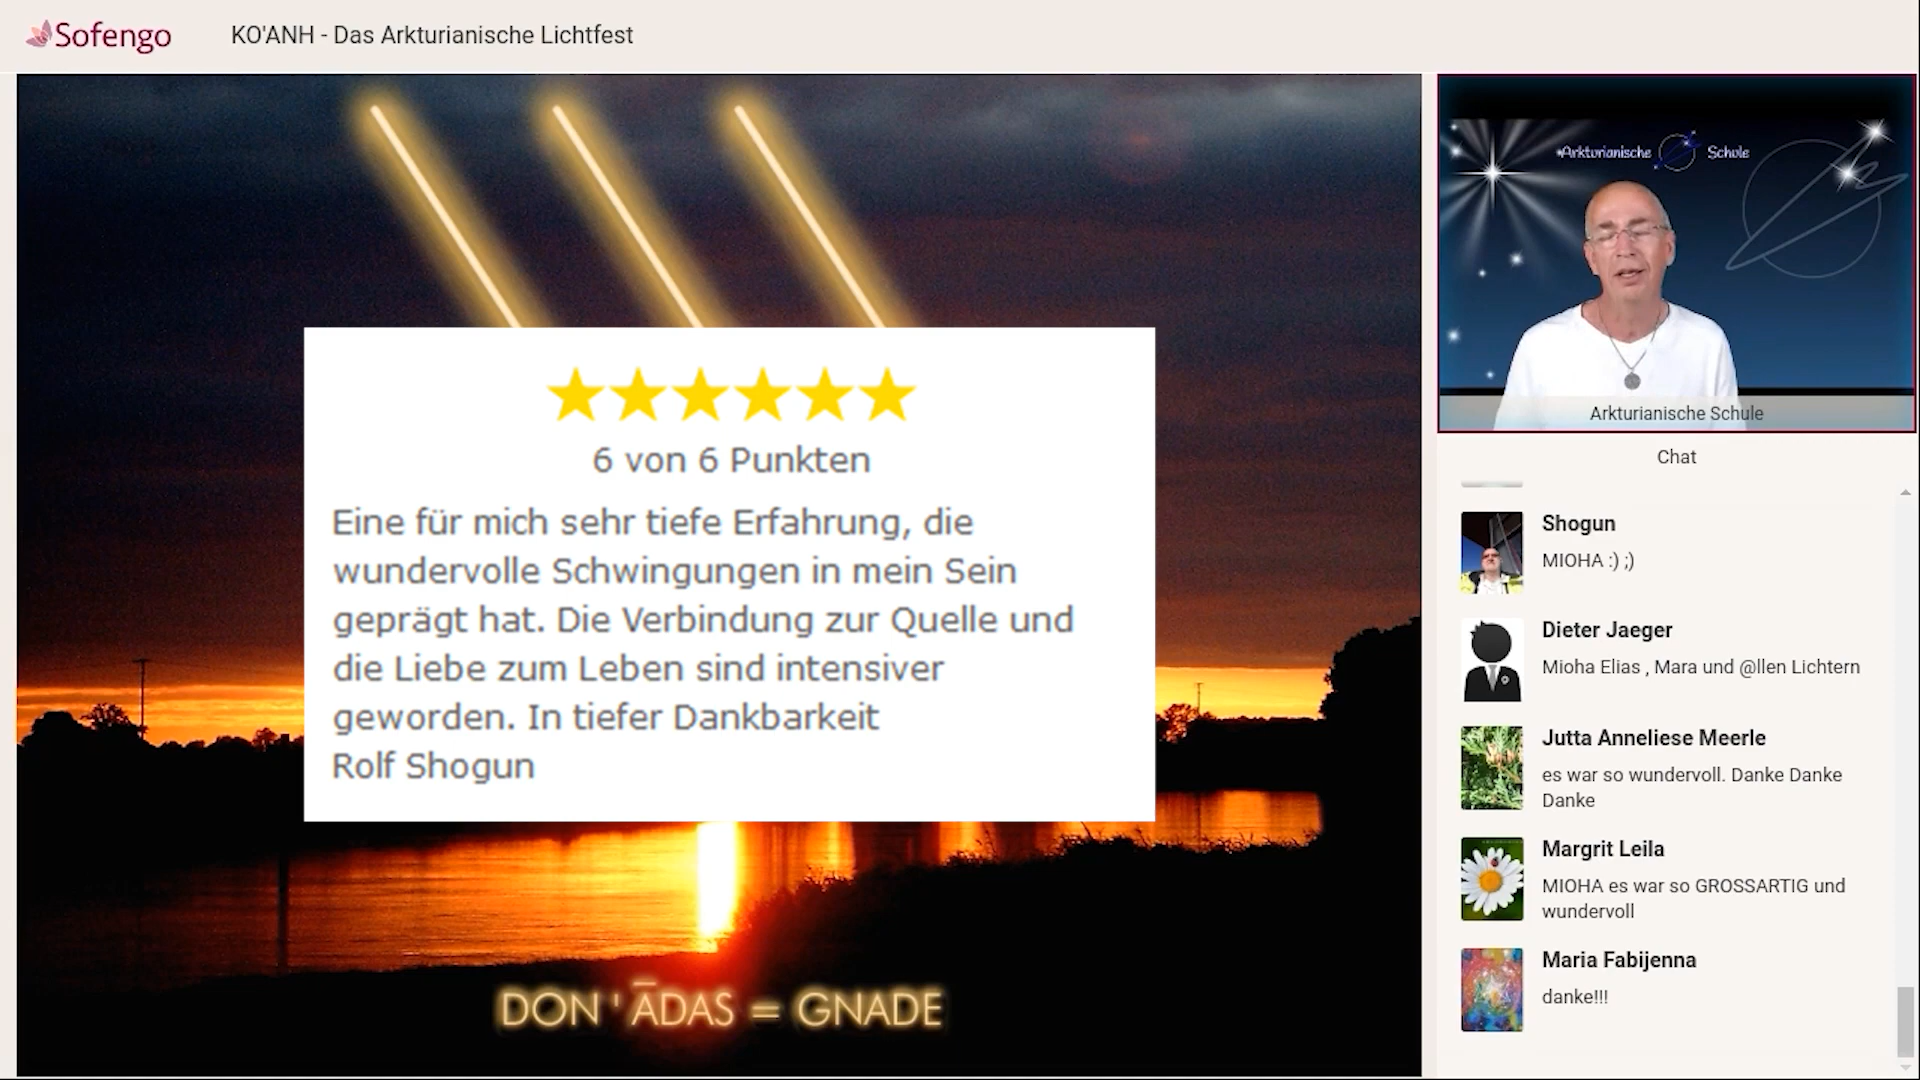 Sofengo
KO'ANH - Das Arkturianische Lichtfest
6 von 6 Punkten
Eine für mich sehr tiefe Erfahrung, die
wundervolle Schwingungen in mein Sein
geprägt hat. Die Verbindung zur Quelle und
die Liebe zum Leben sind intensiver
geworden. In tiefer Dankbarkeit
Rolf Shogun
DON'ĀDAS = GNADE
Arkturianische Schule
Arkturianische Schule
Chat
Shogun
MIOHA :) ;)
Dieter Jaeger
Mioha Elias , Mara und @llen Lichtern
Jutta Anneliese Meerle
es war so wundervoll. Danke Danke
Danke
Margrit Leila
MIOHA es war so GROSSARTIG und
wundervoll
Maria Fabijenna
danke!!!